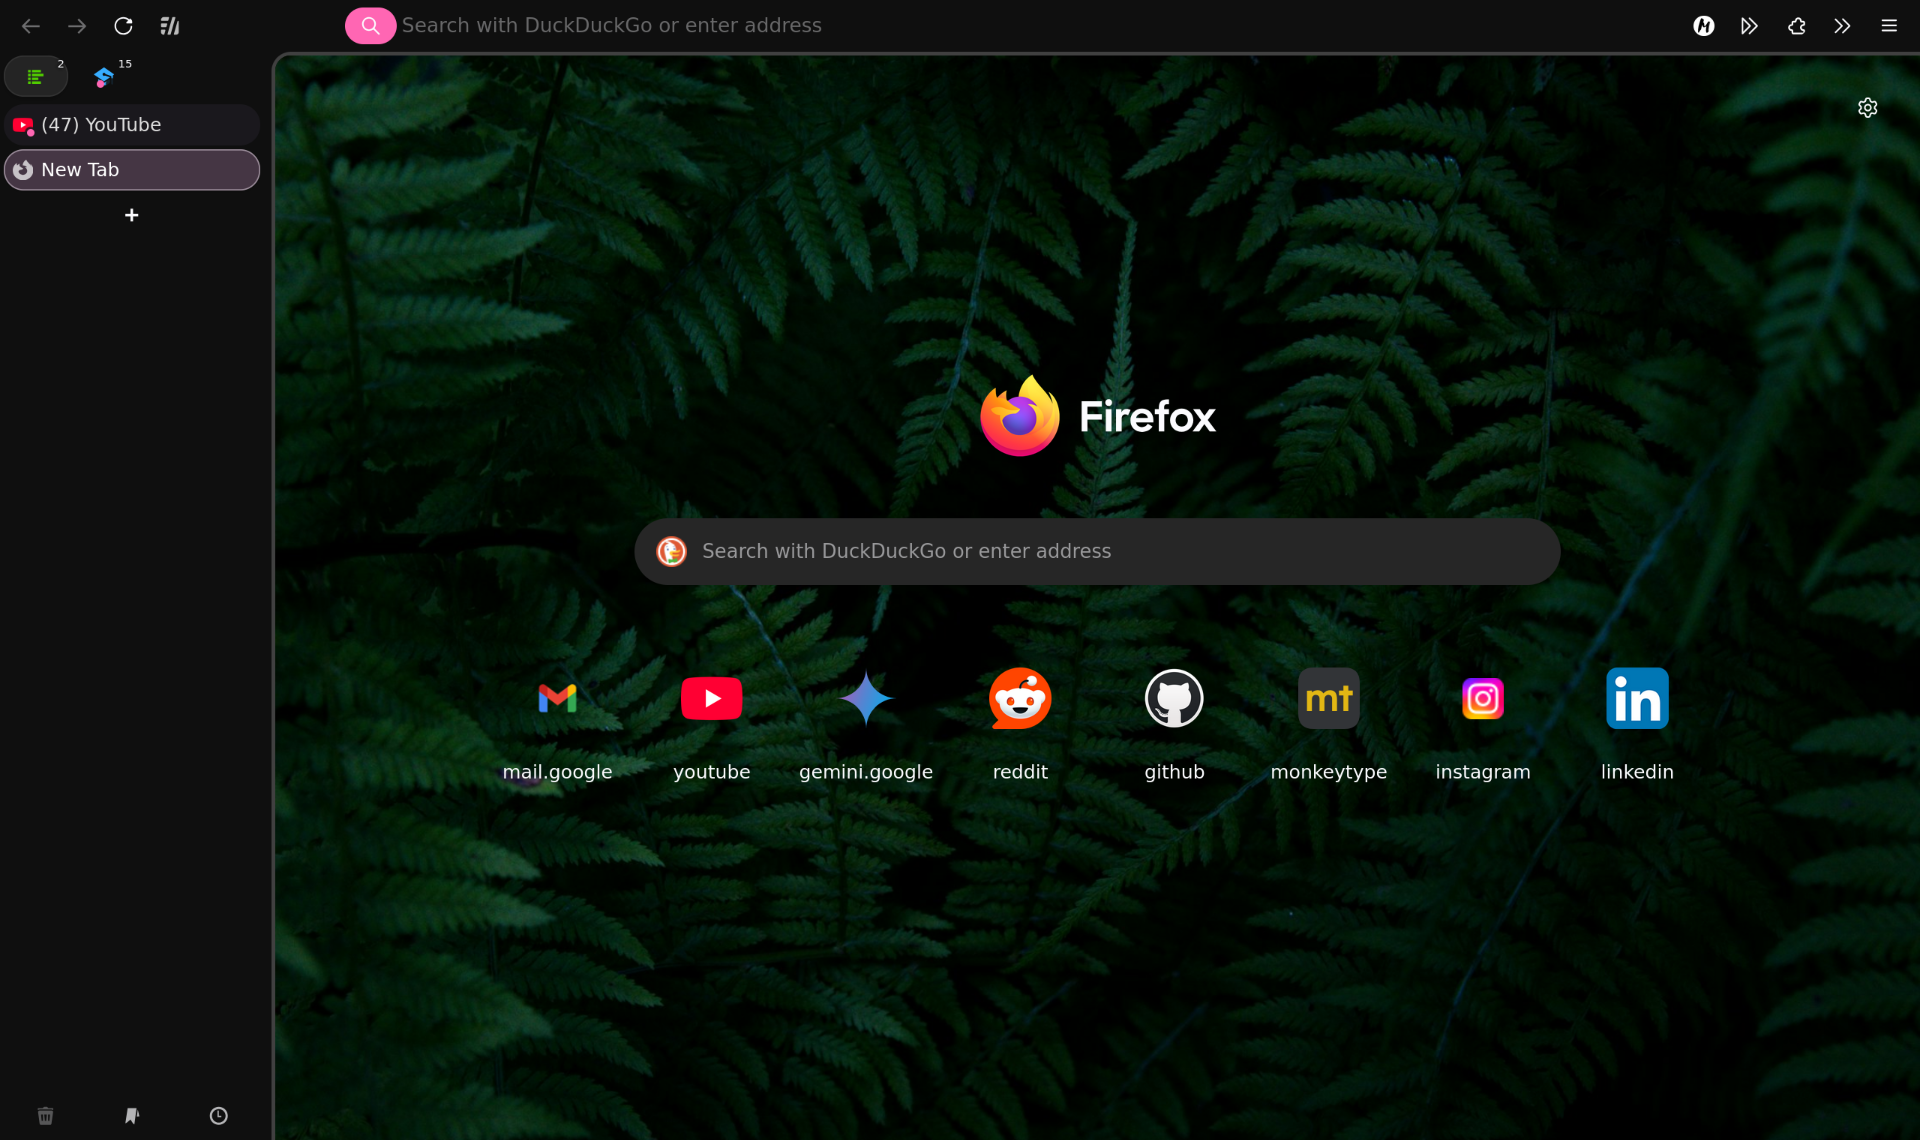 Search with DuckDuckGo or enter address
2
15
(47) YouTube
New Tab
Firefox
Search with DuckDuckGo or enter address
mt
in
mail.google
youtube
gemini.google
reddit
github
monkeytype
instagram
linkedin